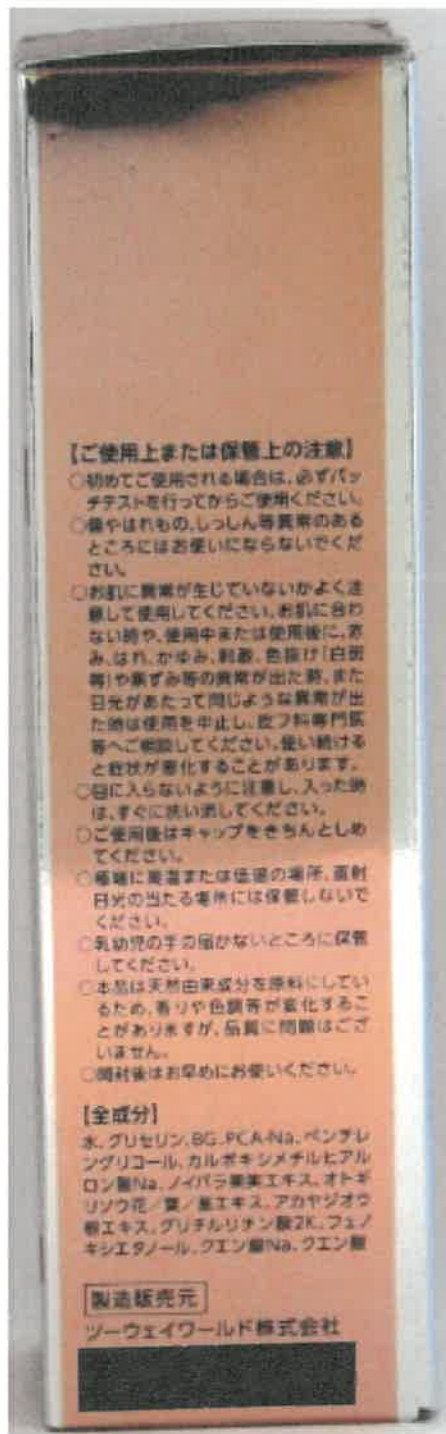 【ご使用上または保管上の注意】
○初めてご使用される場合は、必ずパッ
チテストを行ってからご使用ください。
○傷やはれもの、しっしん等異常のある
ところにはお使いにならないでくだ
さい。
○お肌に異常が生じていないかよく注
意して使用してください。お肌に合わ
ない時や、使用中または使用後に、赤
み、はれ、かゆみ、刺激、色抜け(白斑
等)や黒ずみ等の異常が出た時、また
日光があたって同じような異常が出
た時は使用を中止し、皮フ科専門医
等へご相談してください。使い続ける
と症状が悪化することがあります。
○目に入らないように注意し、入った時
は、すぐに洗い流してください。
○ご使用後はキャップをきちんとしめ
てください。
○極端に高温または低温の場所、直射
日光の当たる場所には保管しないで
ください。
○乳幼児の手の届かないところに保管
してください。
○本品は天然由来成分を原料にしてい
るため、香りや色調等が変化するこ
とがありますが、品質に問題はござ
いません。
○開封後はお早めにお使いください。
【全成分】
水、グリセリン、BG、PCA-Na、ペンチレ
ングリコール、カルボキシメチルヒアル
ロン酸Na、ノイバラ果実エキス、オトギ
リソウ花/葉/茎エキス、アカヤジオウ
根エキス、グリチルリチン酸2K、フェノ
キシエタノール、クエン酸Na、クエン酸
製造販売元
ツーウェイワールド株式会社